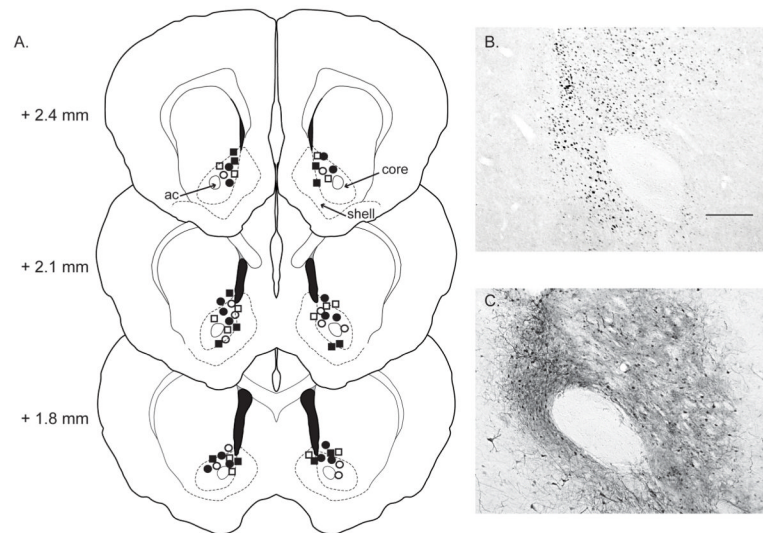 A.
B.
+ 2.4 mm
core
ac
shell
+ 2.1 mm
C.
+ 1.8 mm